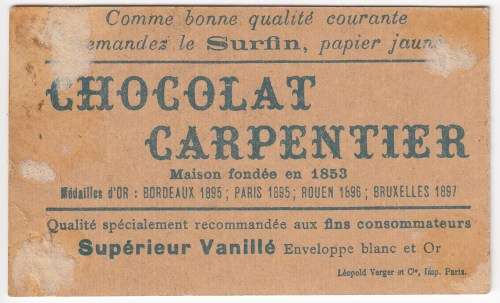 Comme bonne qualité courante
demandez le Surfin, papier jaune
CHOCOLAT
CARPENTIER
Maison fondée en 1853
Médailles d'OR : BORDEAUX 1895 ; PARIS 1895 ; ROUEN 1896 ; BRUXELLES 1897
Qualité spécialement recommandée aux fins consommateurs
Supérieur Vanillé Enveloppe blanc et Or
Léopold Verger et Cie, Imp. Paris.